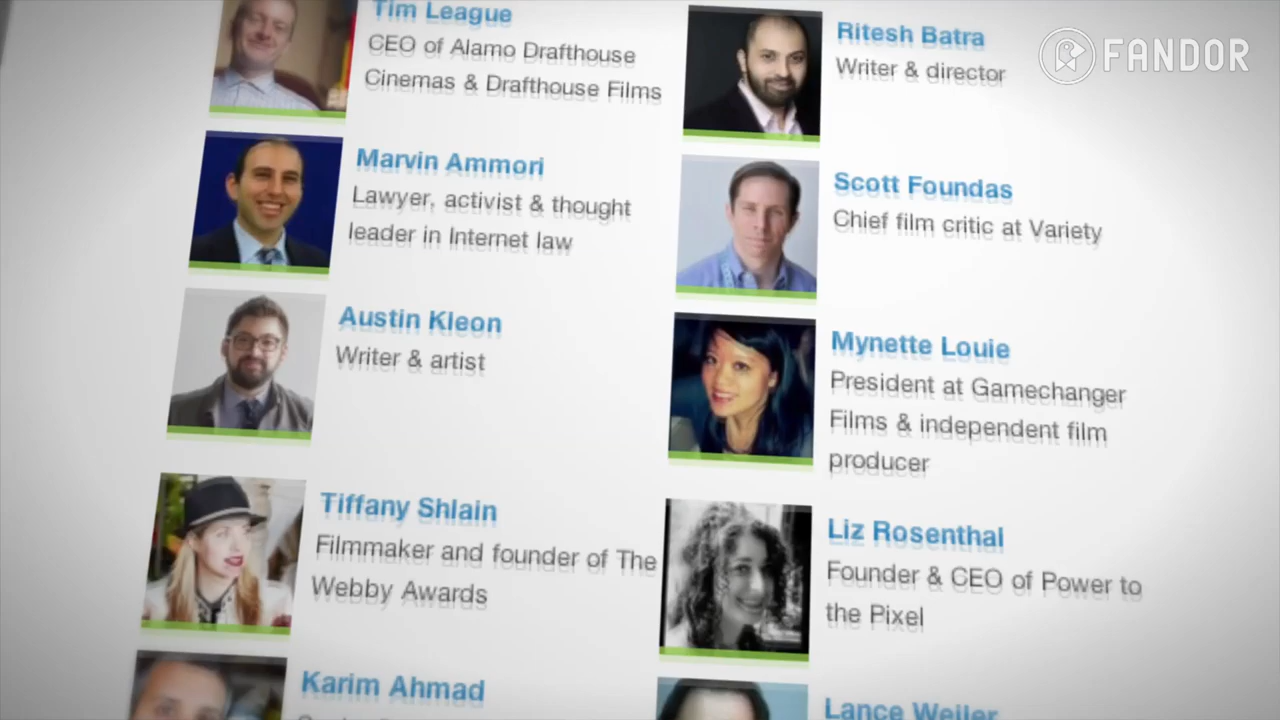 FANDOR
Tim League
CEO of Alamo Drafthouse
Cinemas & Drafthouse Films
Ritesh Batra
Writer & director
Marvin Ammori
Lawyer, activist & thought
leader in Internet law
Scott Foundas
Chief film critic at Variety
Austin Kleon
Writer & artist
Mynette Louie
President at Gamechanger
Films & independent film
producer
Tiffany Shlain
Filmmaker and founder of The
Webby Awards
Liz Rosenthal
Founder & CEO of Power to
the Pixel
Karim Ahmad
Lance Weiler